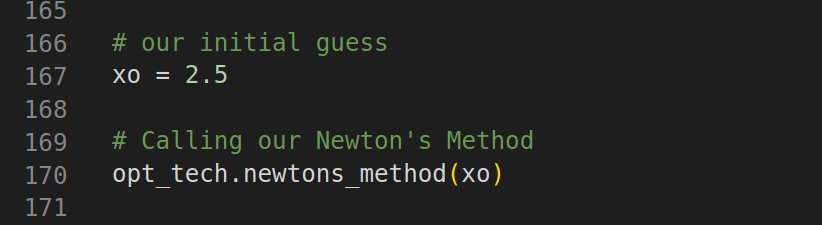 165
166 # our initial guess
167 xo = 2.5
168
169 # Calling our Newton's Method
170 opt_tech.newtons_method(xo)
171